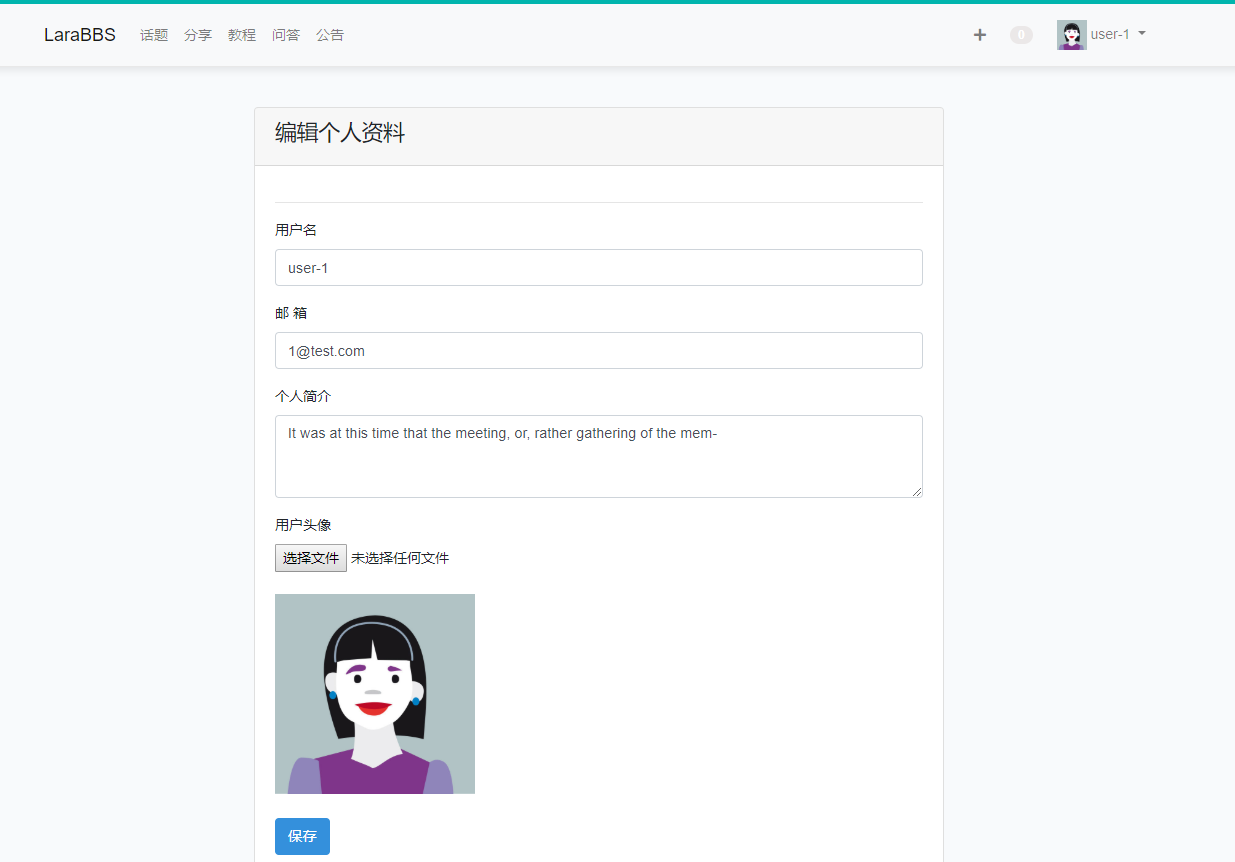 LaraBBS 话题 分享 教程 问答 公告 + 0 user-1
编辑个人资料
用户名
user-1
邮 箱
1@test.com
个人简介
It was at this time that the meeting, or, rather gathering of the mem-
用户头像
选择文件 未选择任何文件
保存